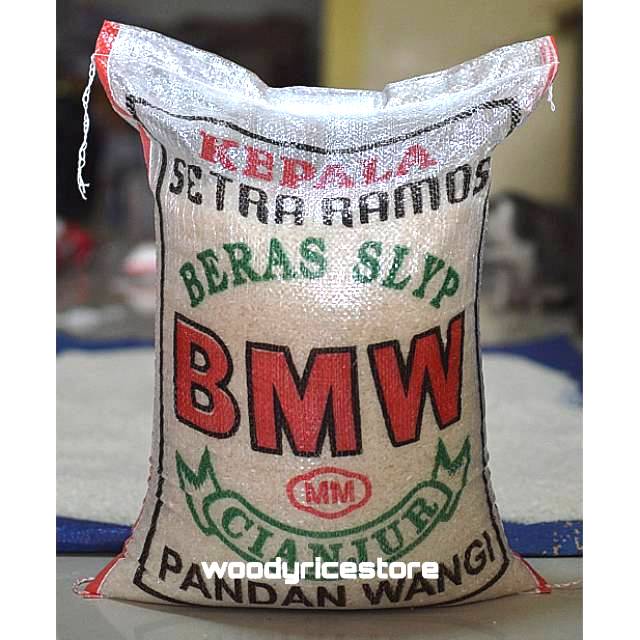 KEPALA
SETRA RAMOS
BERAS SLYP
BMW
MM
CIANJUR
woodyricestore
PANDAN WANGI